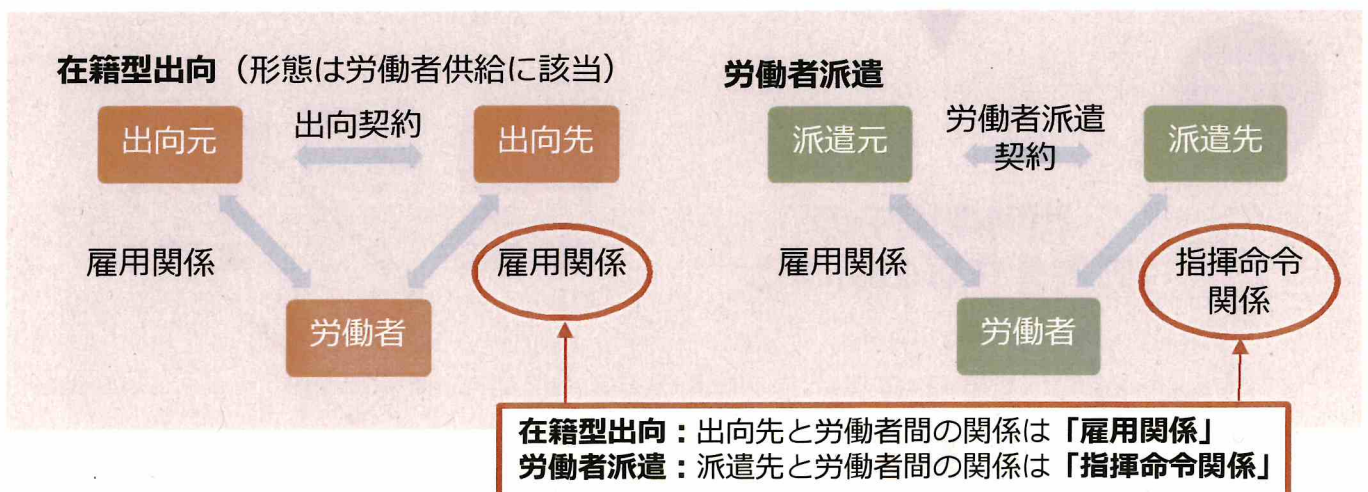 在籍型出向（形態は労働者供給に該当）
出向元
出向契約
出向先
雇用関係
雇用関係
労働者
労働者派遣
派遣元
労働者派遣
契約
派遣先
雇用関係
指揮命令
関係
労働者
在籍型出向：出向先と労働者間の関係は「雇用関係」
労働者派遣：派遣先と労働者間の関係は「指揮命令関係」